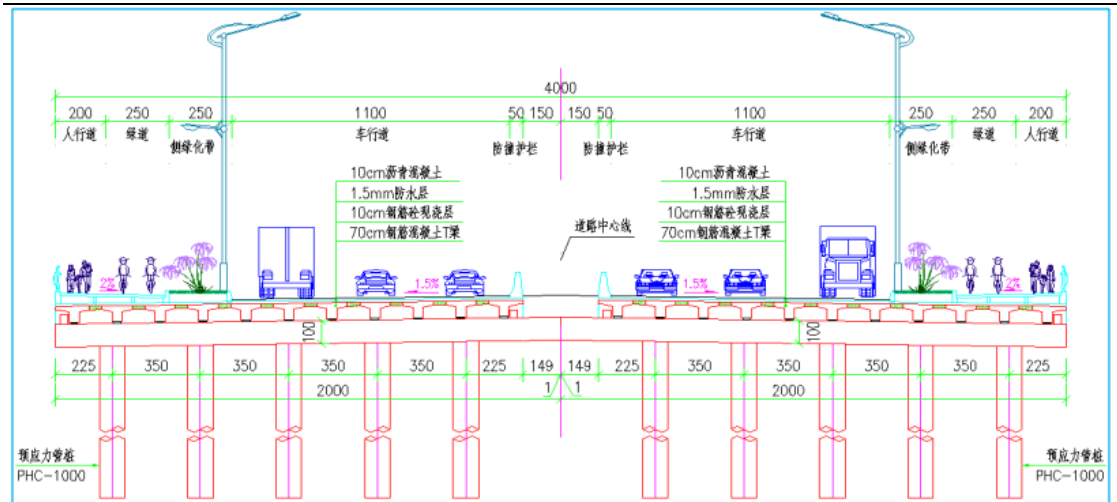 4000
200 250 250 1100 50 150 150 50 1100 250 250 200
人行道 绿道 侧绿化带 车行道 防撞护栏 防撞护栏 车行道 侧绿化带 绿道 人行道
10cm沥青混凝土 10cm沥青混凝土
1.5mm防水层 1.5mm防水层
10cm钢筋砼现浇层 10cm钢筋砼现浇层
70cm钢筋混凝土T梁 70cm钢筋混凝土T梁
道路中心线
2% 1.5% 1.5% 2%
100 100
225 350 350 350 350 225 149 149 225 350 350 350 350 225
1 1
2000 2000
预应力管桩 预应力管桩
PHC-1000 PHC-1000